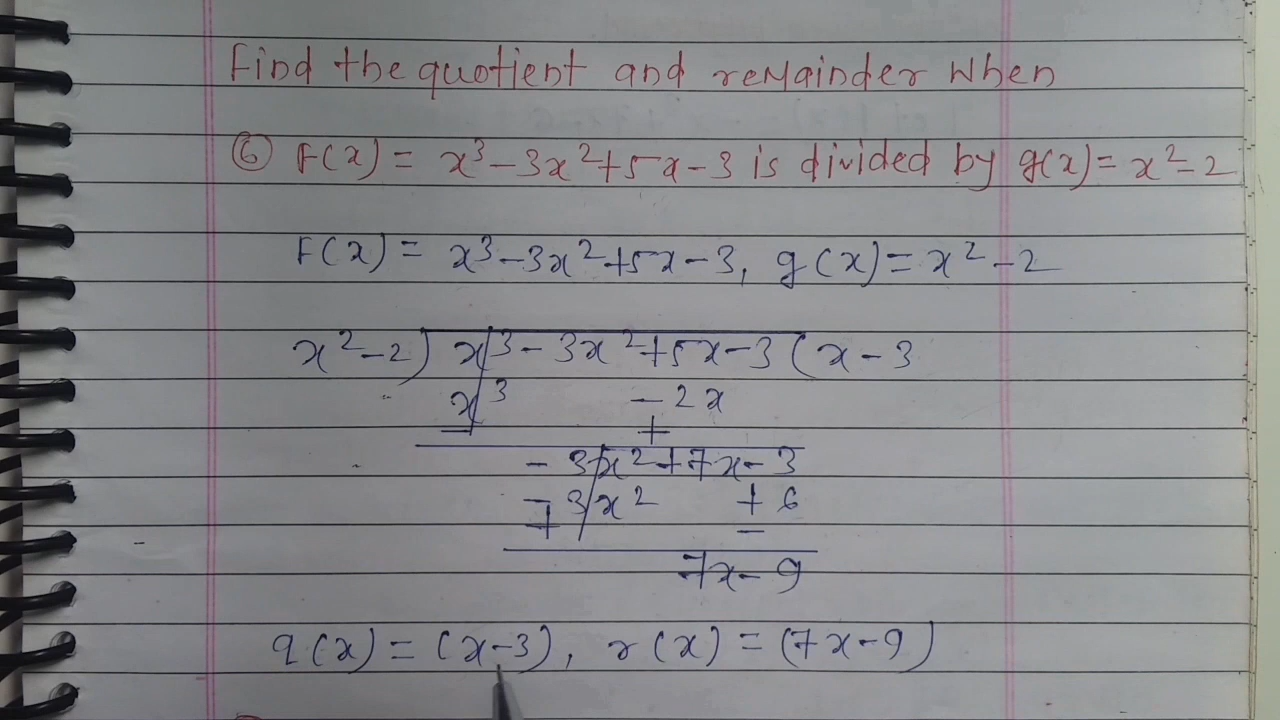 Find the quotient and remainder when
⑥ F(x) = x³ - 3x² + 5x - 3 is divided by g(x) = x² - 2
F(x) = x³ - 3x² + 5x - 3, g(x) = x² - 2
x² - 2 ) x³ - 3x² + 5x - 3 ( x - 3
x³ - 2x
- +
- 3x² + 7x - 3
- 3x² + 6
+ -
7x - 9
q(x) = (x - 3), r(x) = (7x - 9)